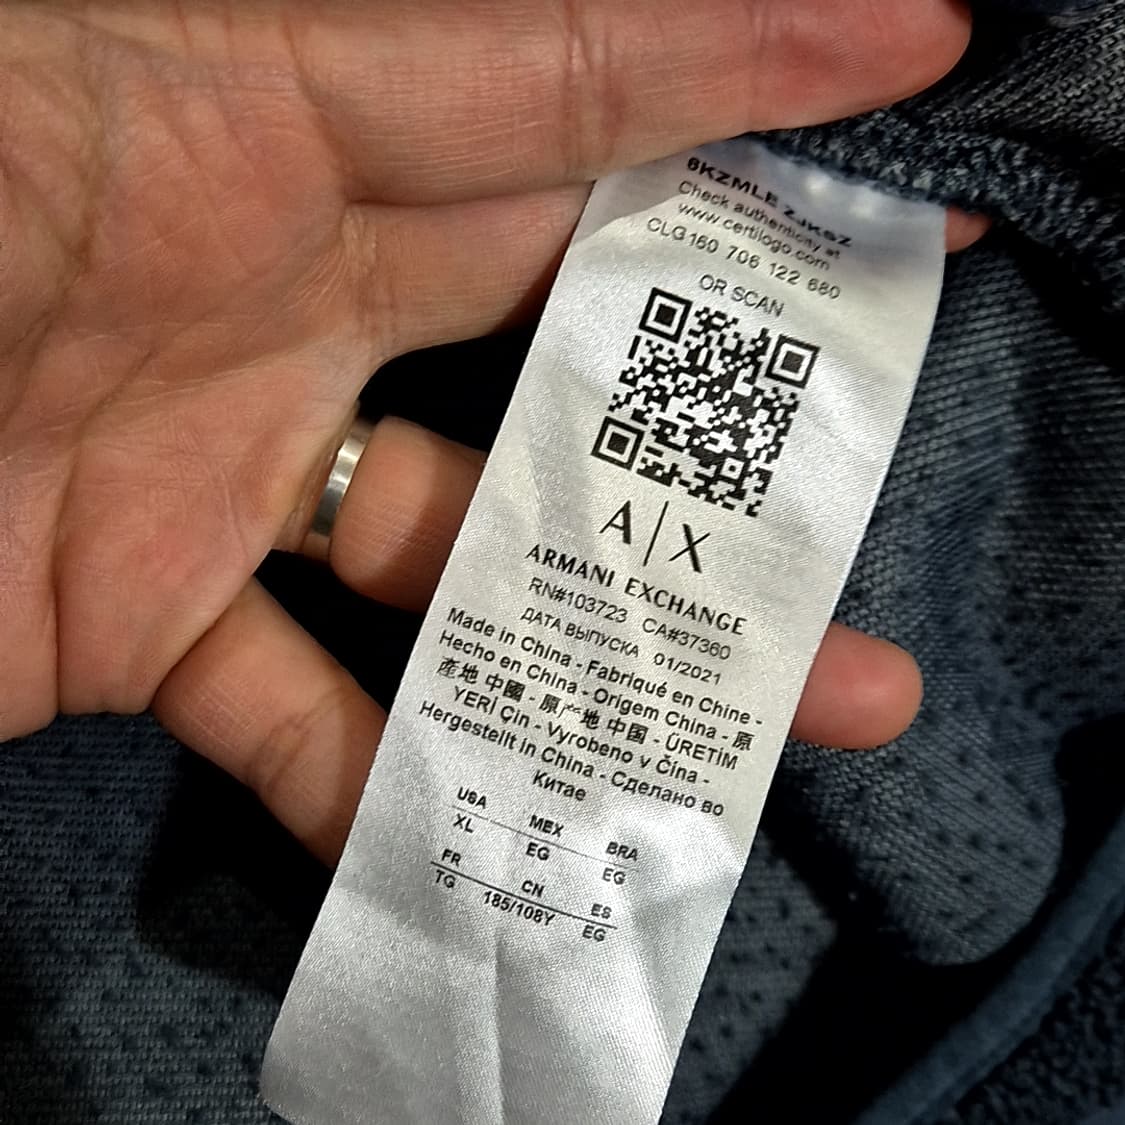 6KZMLE ZJKSZ
Check authenticity at
www.certilogo.com
CLG160 706 122 680
OR SCAN
A|X
ARMANI EXCHANGE
RN#103723 CA#37360
ДАТА ВЫПУСКА 01/2021
Made in China - Fabriqué en Chine -
Hecho en China - Origem China - 原
產地 中國 - 原产地 中国 - ÜRETİM
YERİ Çin - Vyrobeno v Čína -
Hergestellt in China - Сделано во
Китае
USA MEX BRA
XL EG EG
FR CN ES
TG 185/108Y EG